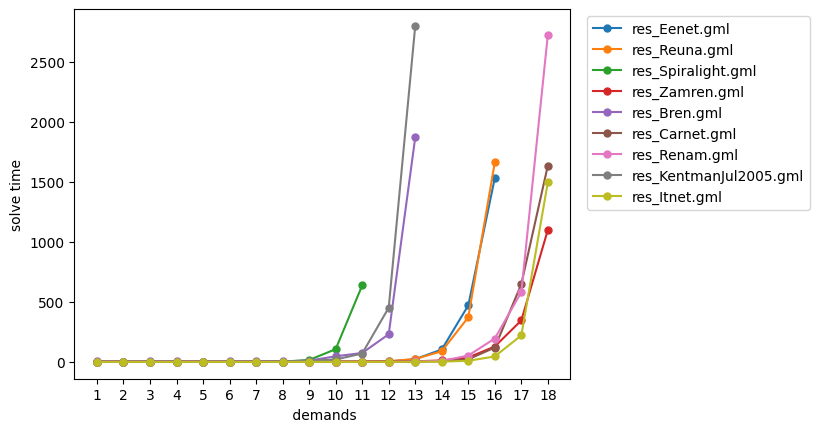 2500
2000
1500
1000
500
0
solve time
1 2 3 4 5 6 7 8 9 10 11 12 13 14 15 16 17 18
demands
res_Eenet.gml
res_Reuna.gml
res_Spiralight.gml
res_Zamren.gml
res_Bren.gml
res_Carnet.gml
res_Renam.gml
res_KentmanJul2005.gml
res_Itnet.gml